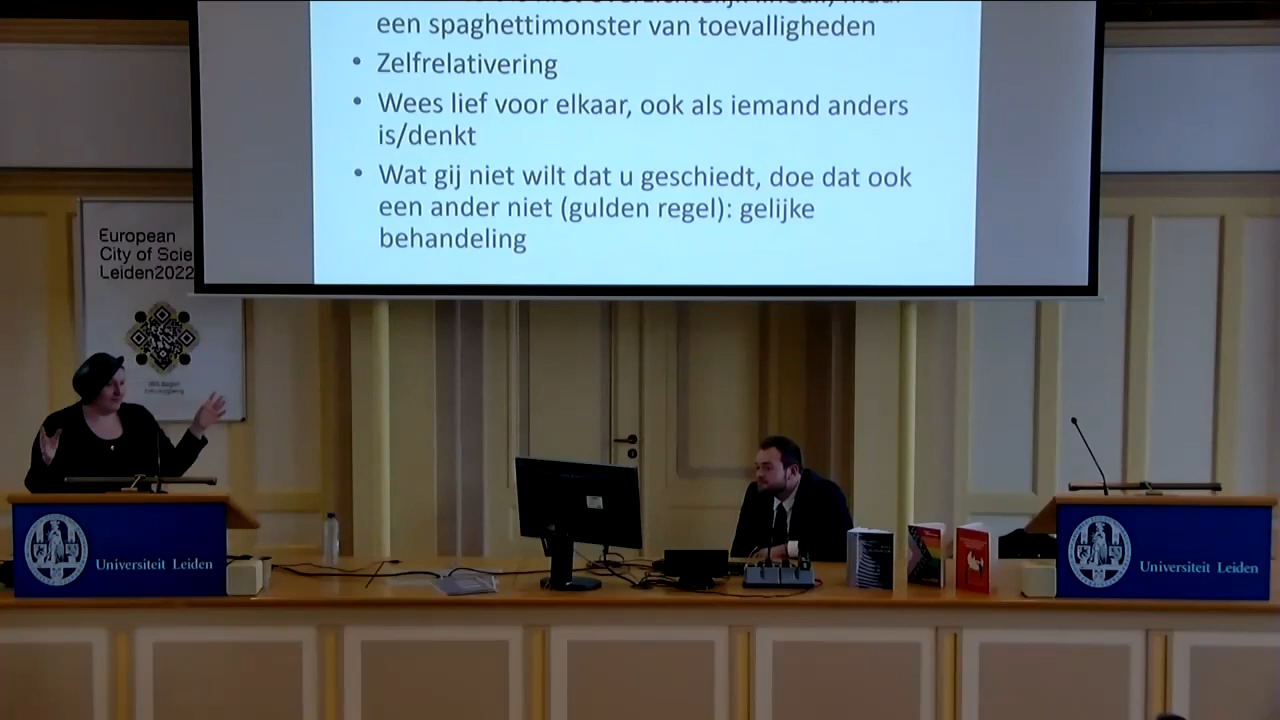 een spaghettimonster van toevalligheden
• Zelfrelativering
• Wees lief voor elkaar, ook als iemand anders
is/denkt
• Wat gij niet wilt dat u geschiedt, doe dat ook
een ander niet (gulden regel): gelijke
behandeling
European
City of Scie
Leiden2022
Universiteit Leiden
Universiteit Leiden